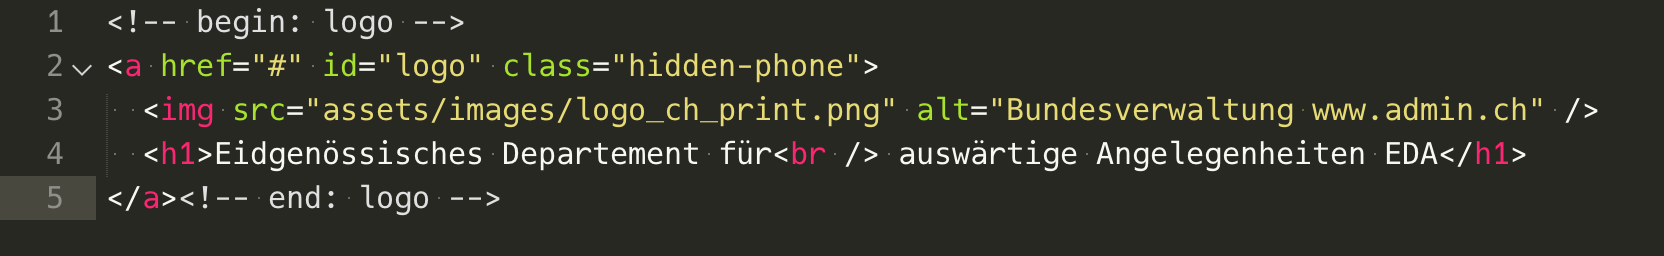 1 <!-- begin: logo -->
2 <a href="#" id="logo" class="hidden-phone">
3   <img src="assets/images/logo_ch_print.png" alt="Bundesverwaltung www.admin.ch" />
4   <h1>Eidgenössisches Departement für<br /> auswärtige Angelegenheiten EDA</h1>
5 </a><!-- end: logo -->